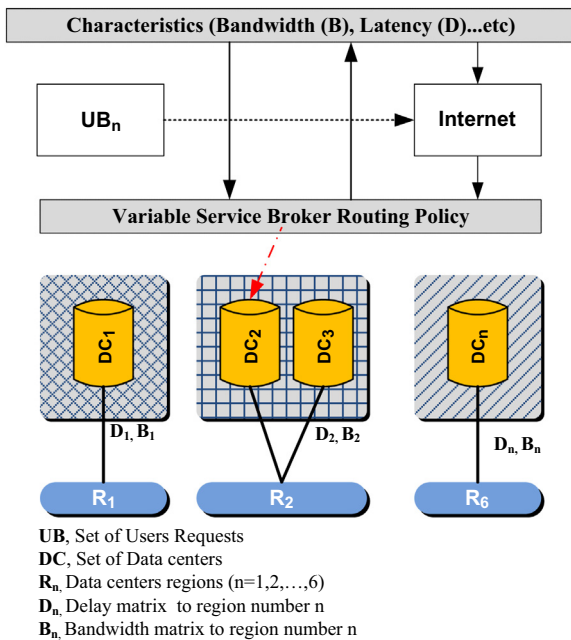 Characteristics (Bandwidth (B), Latency (D)...etc)
UBn
Internet
Variable Service Broker Routing Policy
DC1
DC2
DC3
DCn
D1, B1
D2, B2
Dn, Bn
R1
R2
R6
UB, Set of Users Requests
DC, Set of Data centers
Rn, Data centers regions (n=1,2,...,6)
Dn, Delay matrix to region number n
Bn, Bandwidth matrix to region number n